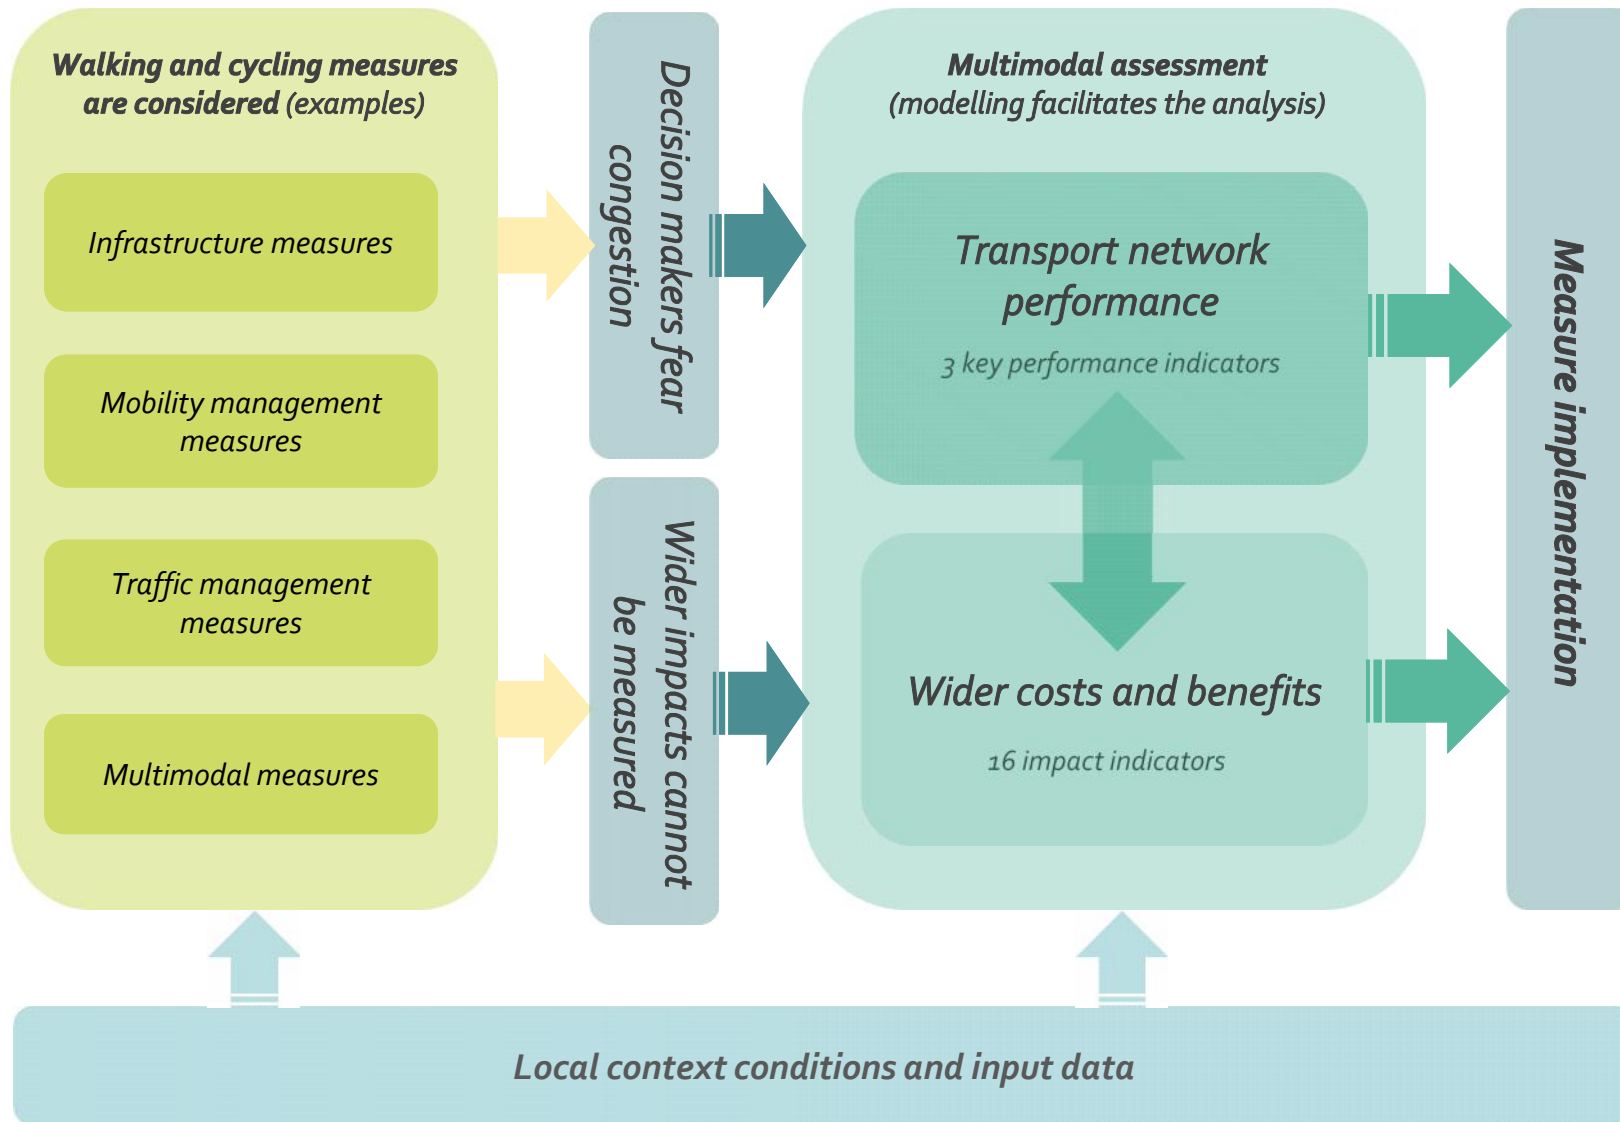 Walking and cycling measures
are considered (examples)
Infrastructure measures
Mobility management
measures
Traffic management
measures
Multimodal measures
Decision makers fear
congestion
Wider impacts cannot
be measured
Multimodal assessment
(modelling facilitates the analysis)
Transport network
performance
3 key performance indicators
Wider costs and benefits
16 impact indicators
Measure implementation
Local context conditions and input data